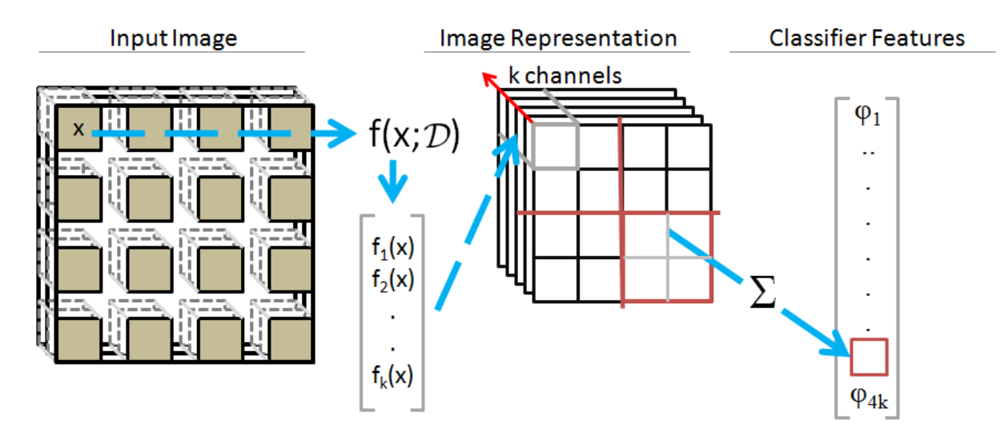 Input Image
Image Representation
Classifier Features
k channels
x
f(x;𝒟)
f₁(x)
f₂(x)
.
.
fₖ(x)
Σ
φ₁
..
.
.
.
.
.
φ₄ₖ